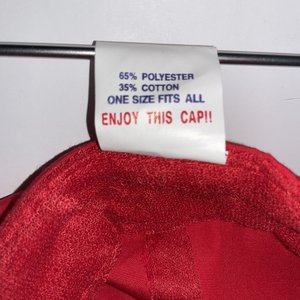 65% POLYESTER
35% COTTON
ONE SIZE FITS ALL
ENJOY THIS CAP!!